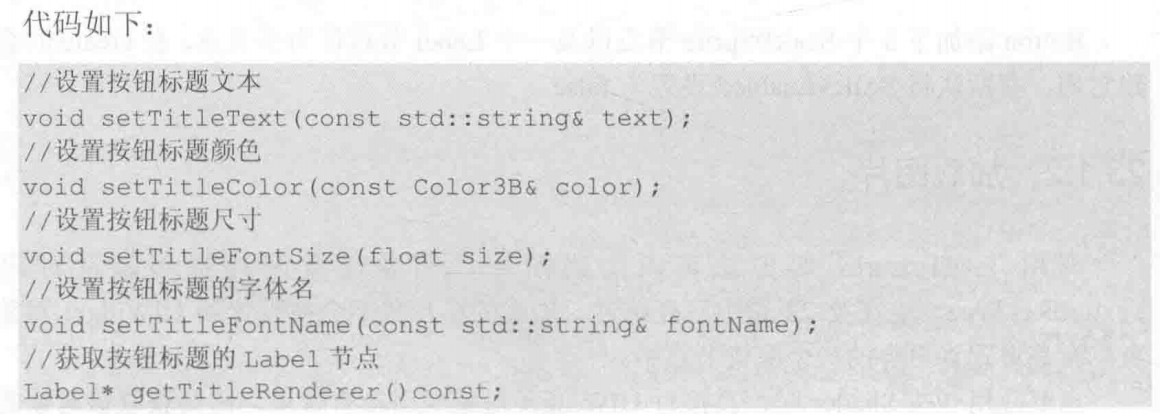 代码如下：
//设置按钮标题文本
void setTitleText(const std::string& text);
//设置按钮标题颜色
void setTitleColor(const Color3B& color);
//设置按钮标题尺寸
void setTitleFontSize(float size);
//设置按钮标题的字体名
void setTitleFontName(const std::string& fontName);
//获取按钮标题的 Label 节点
Label* getTitleRenderer()const;